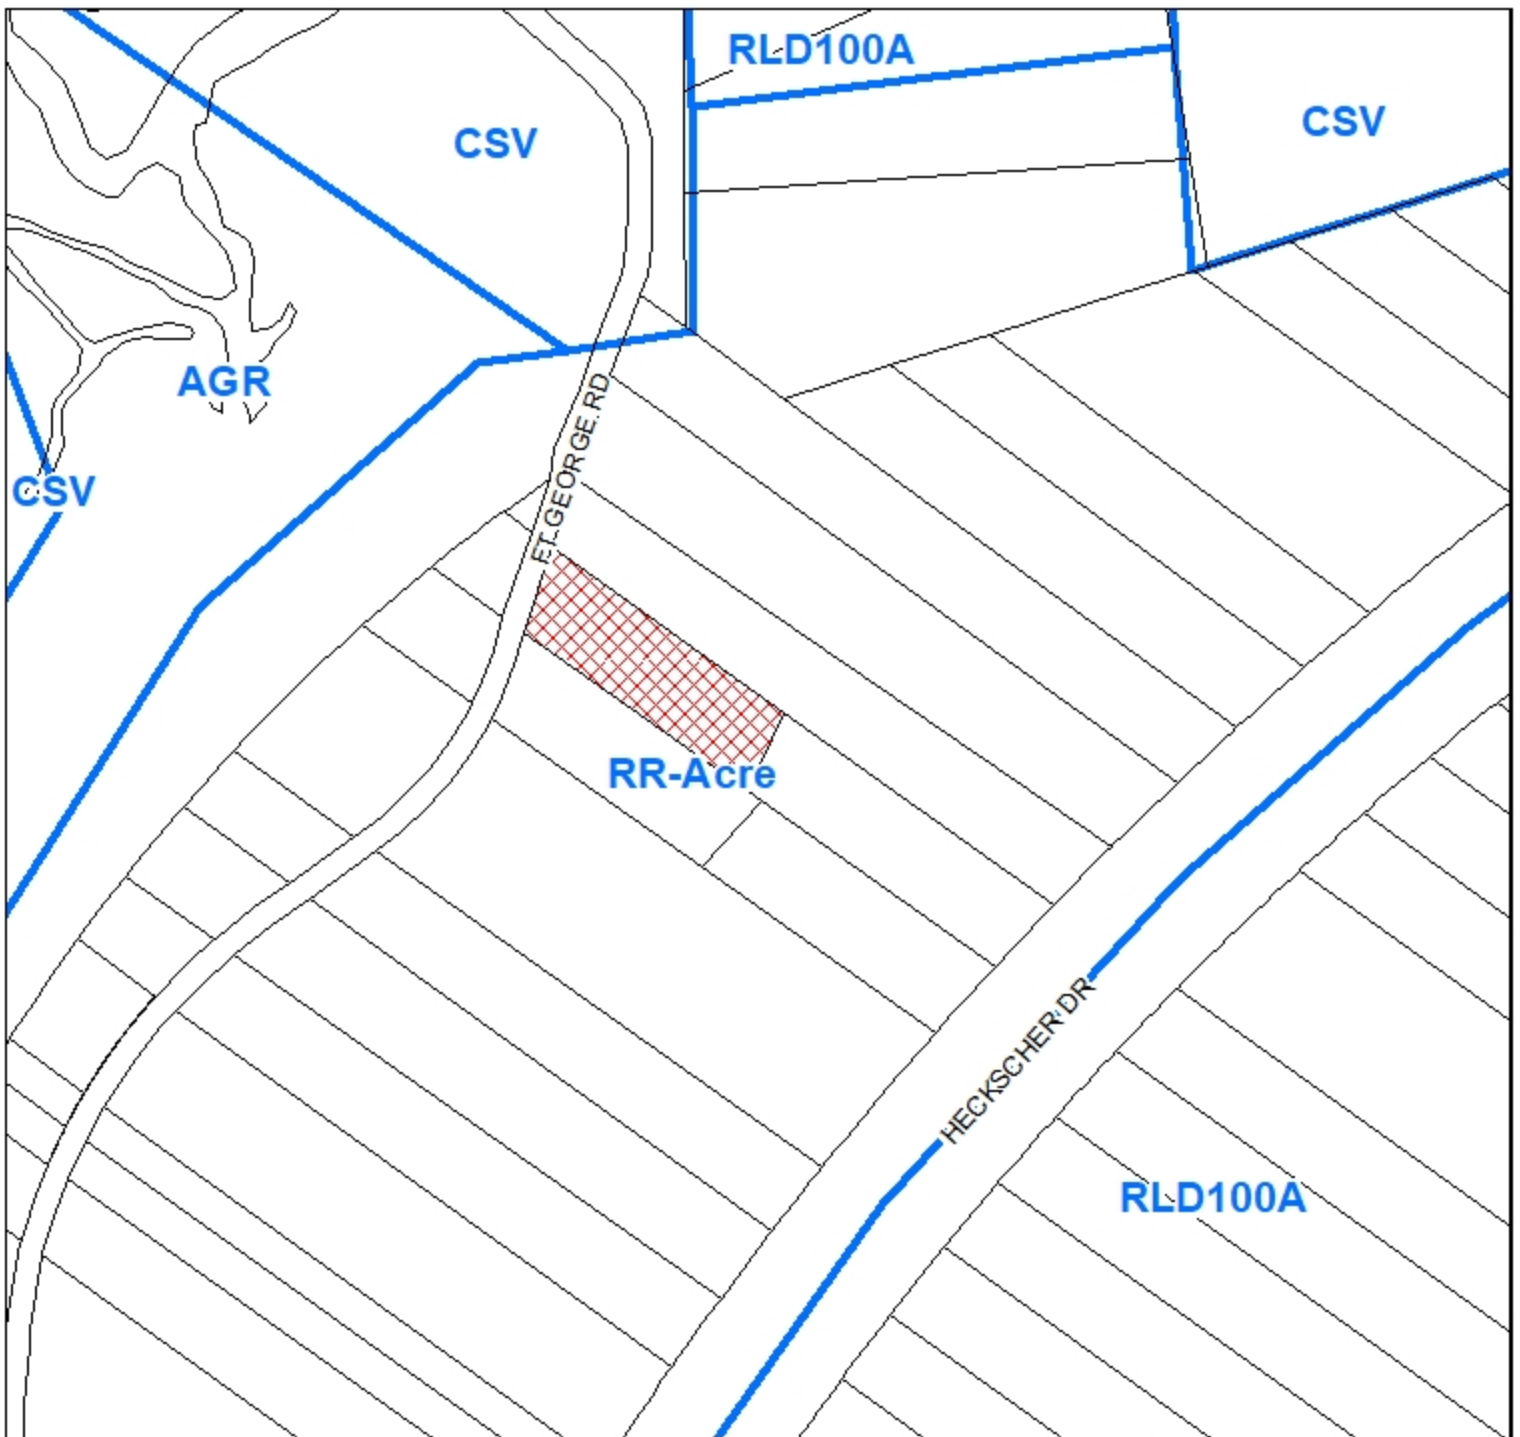 RLD100A
CSV
CSV
AGR
FT. GEORGE RD
CSV
RR-Acre
HECKSCHER DR
RLD100A